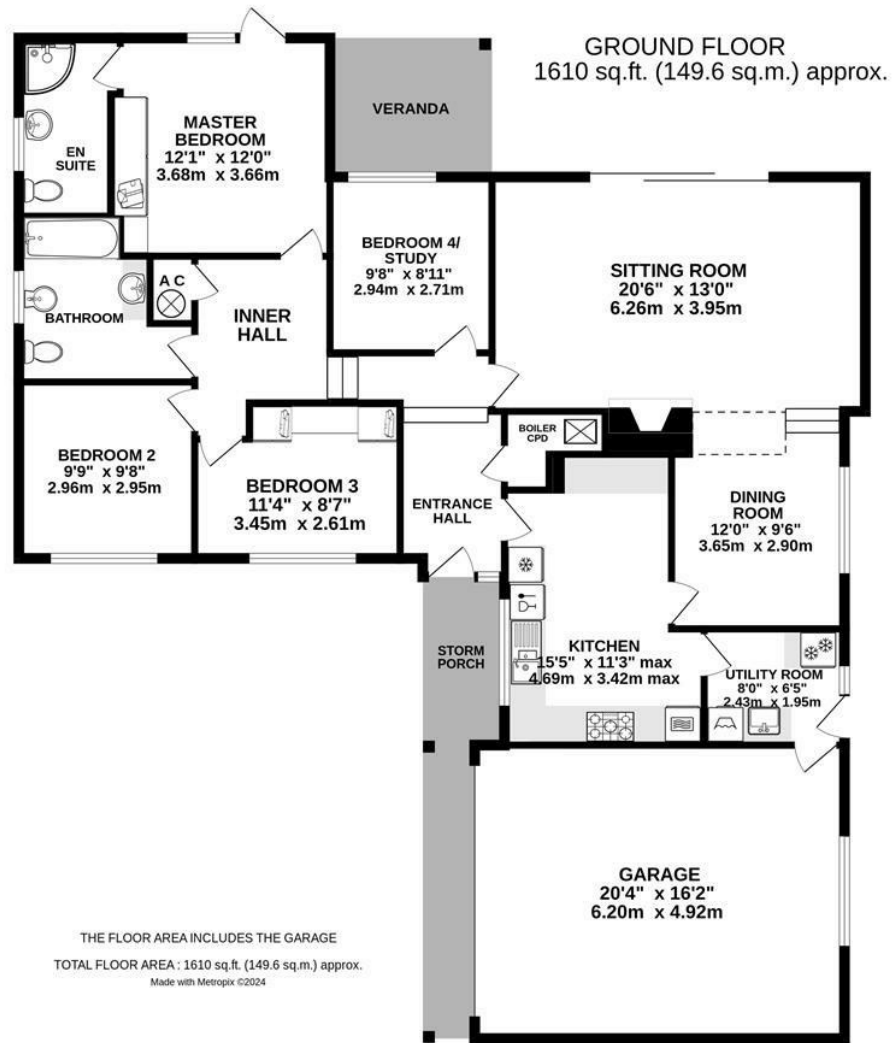 GROUND FLOOR
1610 sq.ft. (149.6 sq.m.) approx.
VERANDA
MASTER
BEDROOM
12'1" x 12'0"
3.68m x 3.66m
EN
SUITE
BEDROOM 4/
STUDY
9'8" x 8'11"
2.94m x 2.71m
SITTING ROOM
20'6" x 13'0"
6.26m x 3.95m
A C
BATHROOM
INNER
HALL
BOILER
CPD
BEDROOM 2
9'9" x 9'8"
2.96m x 2.95m
BEDROOM 3
11'4" x 8'7"
3.45m x 2.61m
ENTRANCE
HALL
DINING
ROOM
12'0" x 9'6"
3.65m x 2.90m
STORM
PORCH
KITCHEN
15'5" x 11'3" max
4.69m x 3.42m max
UTILITY ROOM
8'0" x 6'5"
2.43m x 1.95m
GARAGE
20'4" x 16'2"
6.20m x 4.92m
THE FLOOR AREA INCLUDES THE GARAGE
TOTAL FLOOR AREA : 1610 sq.ft. (149.6 sq.m.) approx.
Made with Metropix ©2024